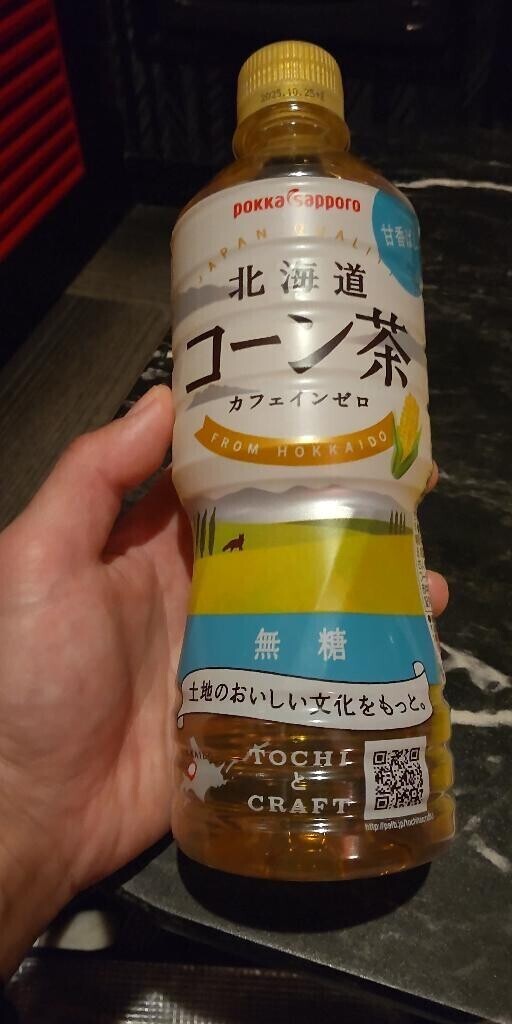 2025.10.25
pokka sapporo
甘香ば
JAPAN QUALITY
北海道
コーン茶
カフェインゼロ
FROM HOKKAIDO
無糖
土地のおいしい文化をもっと。
TOCHI
と
CRAFT